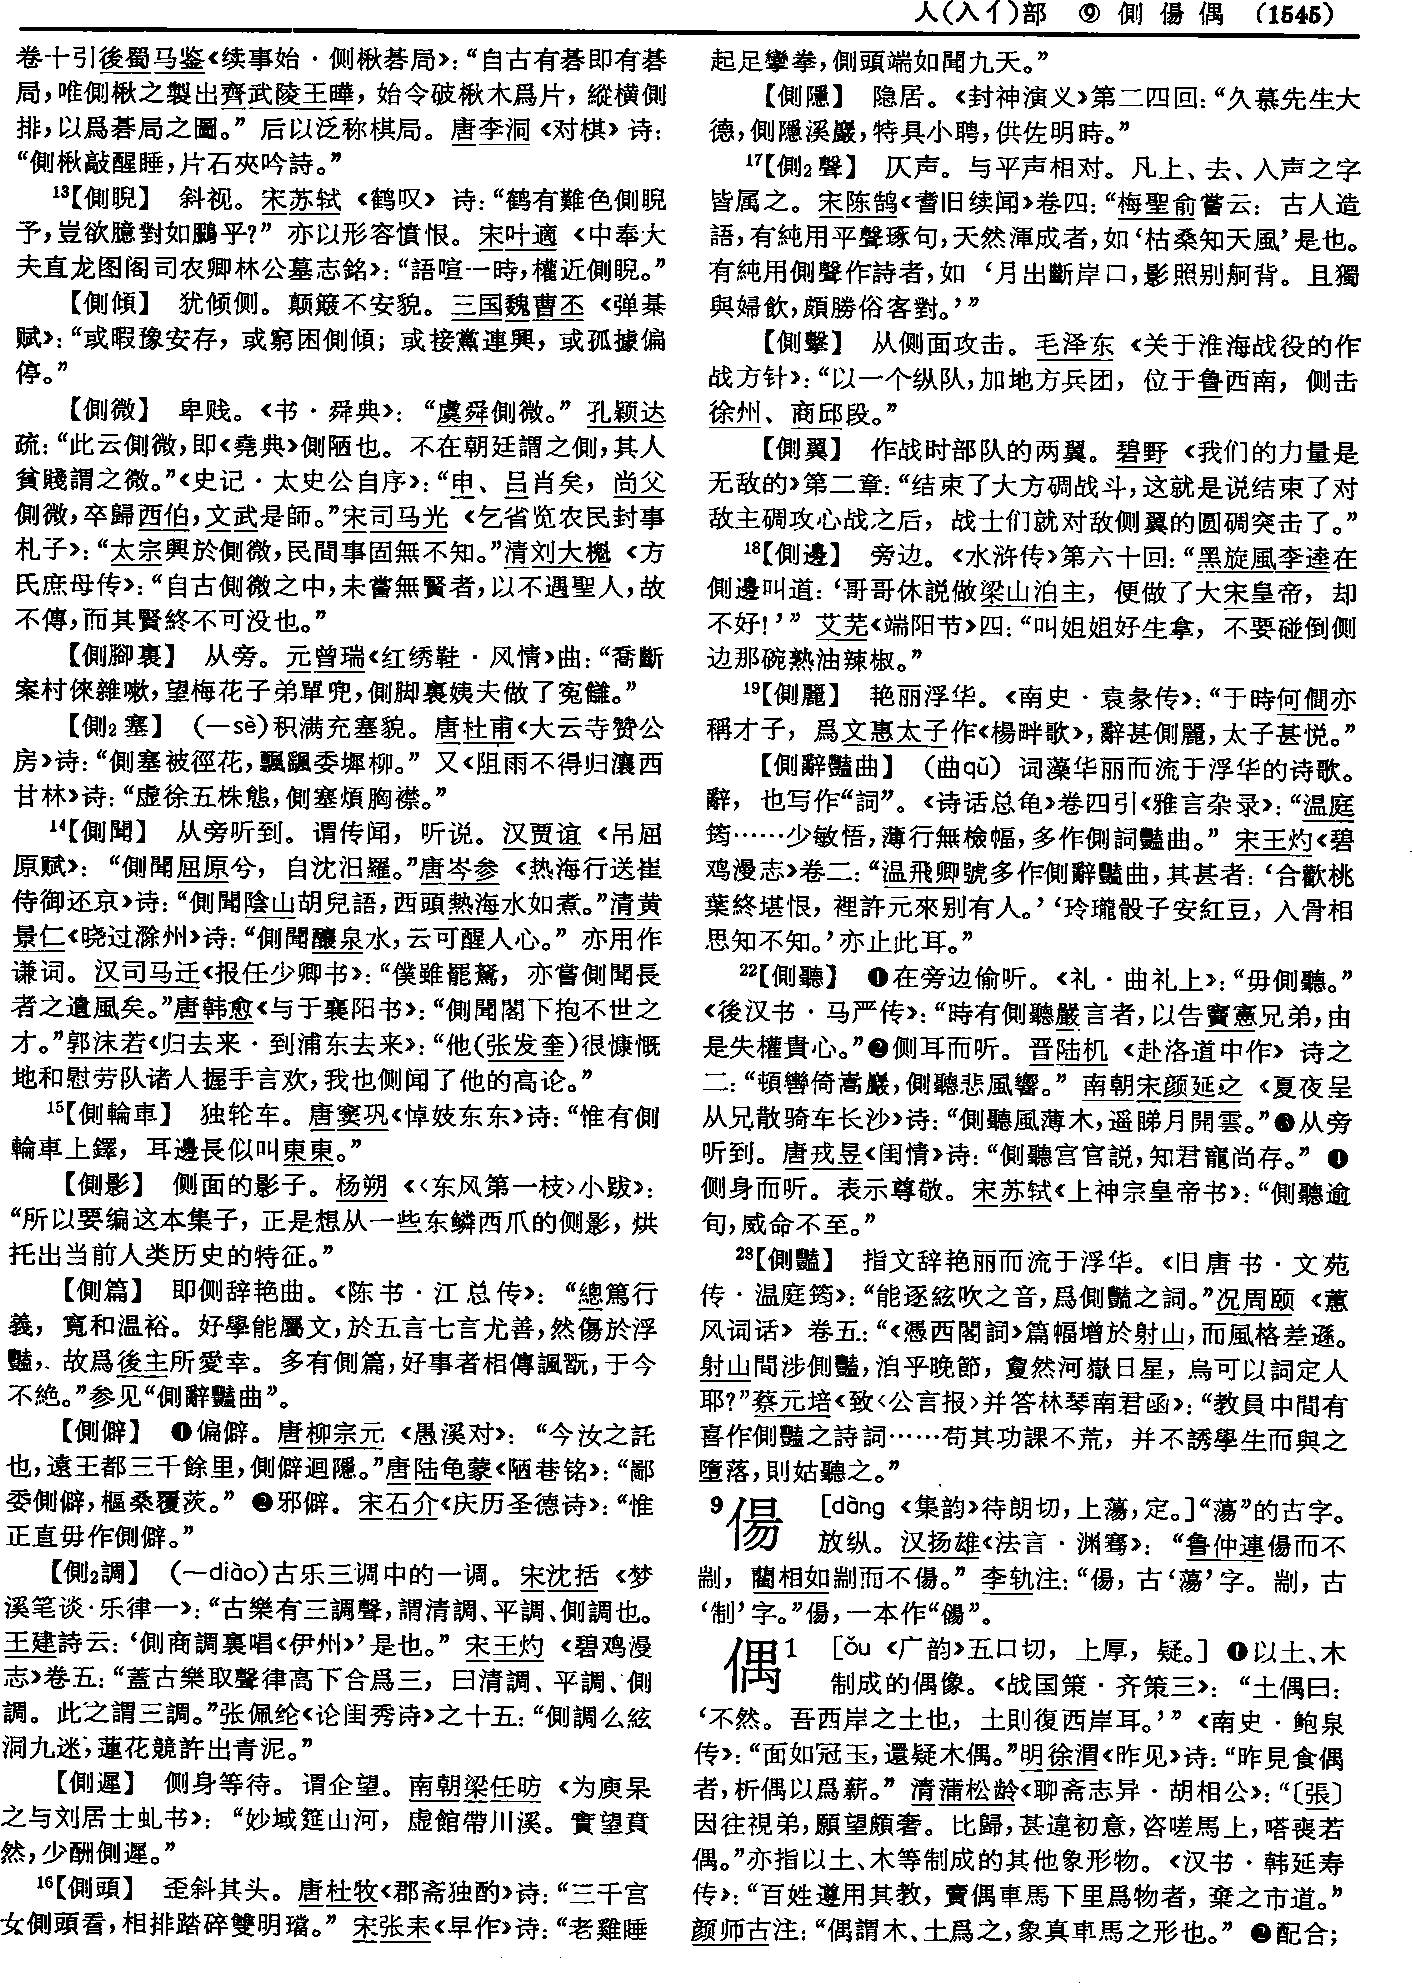 人(入亻)部 ⑨ 側偒偶 (1545)
卷十引後蜀马鉴《续事始·侧楸碁局》：“自古有碁即有碁
局，唯側楸之製出齊武陵王曄，始令破楸木爲片，縱横側
排，以爲碁局之圖。”后以泛称棋局。唐李洞《对棋》诗：
“側楸敲醒睡，片石夾吟詩。”
¹³【側睨】 斜视。宋苏轼《鹤叹》诗：“鹤有難色側睨
予，豈欲臆對如鵩乎？”亦以形容憤恨。宋叶適《中奉大
夫直龙图阁司农卿林公墓志銘》：“語喧一時，權近側睨。”
【側傾】 犹倾侧。颠簸不安貌。三国魏曹丕《弹棊
赋》：“或暇豫安存，或窮困側傾；或接黨連興，或孤據偏
停。”
【側微】 卑贱。《书·舜典》：“虞舜側微。”孔颖达
疏：“此云側微，即《堯典》側陋也。不在朝廷謂之側，其人
貧賤謂之微。”《史记·太史公自序》：“申、吕肖矣，尚父
側微，卒歸西伯，文武是師。”宋司马光《乞省览农民封事
札子》：“太宗興於側微，民間事固無不知。”清刘大櫆《方
氏庶母传》：“自古側微之中，未嘗無賢者，以不遇聖人，故
不傳，而其賢終不可没也。”
【側脚裏】 从旁。元曾瑞《红绣鞋·风情》曲：“喬斷
案村俫雜嗽，望梅花子弟單兜，側脚裏姨夫做了寃讎。”
【側₂塞】 （—sè）积满充塞貌。唐杜甫《大云寺赞公
房》诗：“側塞被徑花，飄飖委墀柳。”又《阻雨不得归瀼西
甘林》诗：“虚徐五株態，側塞煩胸襟。”
¹⁴【側聞】 从旁听到。谓传闻，听说。汉贾谊《吊屈
原赋》：“側聞屈原兮，自沈汨羅。”唐岑参《热海行送崔
侍御还京》诗：“側聞陰山胡兒語，西頭熱海水如煮。”清黄
景仁《晓过滁州》诗：“側聞釀泉水，云可醒人心。”亦用作
谦词。汉司马迁《报任少卿书》：“僕雖罷駑，亦嘗側聞長
者之遺風矣。”唐韩愈《与于襄阳书》：“側聞閣下抱不世之
才。”郭沫若《归去来·到浦东去来》：“他（张发奎）很慷慨
地和慰劳队诸人握手言欢，我也侧闻了他的高论。”
¹⁵【側輪車】 独轮车。唐窦巩《悼妓东东》诗：“惟有側
輪車上鐸，耳邊長似叫東東。”
【側影】 侧面的影子。杨朔《〈东风第一枝〉小跋》：
“所以要编这本集子，正是想从一些东鳞西爪的侧影，烘
托出当前人类历史的特征。”
【側篇】 即侧辞艳曲。《陈书·江总传》：“總篤行
義，寬和温裕。好學能屬文，於五言七言尤善，然傷於浮
豔，故爲後主所愛幸。多有側篇，好事者相傳諷翫，于今
不絶。”参见“側辭豔曲”。
【側僻】 ❶偏僻。唐柳宗元《愚溪对》：“今汝之託
也，遠王都三千餘里，側僻迴隱。”唐陆龟蒙《陋巷铭》：“鄙
委側僻，樞桑覆茨。”❷邪僻。宋石介《庆历圣德诗》：“惟
正直毋作側僻。”
【側₂調】 （—diào）古乐三调中的一调。宋沈括《梦
溪笔谈·乐律一》：“古樂有三調聲，謂清調、平調、側調也。
王建詩云：‘側商調裏唱《伊州》’是也。”宋王灼《碧鸡漫
志》卷五：“蓋古樂取聲律高下合爲三，曰清調、平調、側
調。此之謂三調。”张佩纶《论闺秀诗》之十五：“側調么絃
洞九迷，蓮花競許出青泥。”
【側遲】 侧身等待。谓企望。南朝梁任昉《为庾杲
之与刘居士虬书》：“妙域筵山河，虚館帶川溪。實望賁
然，少酬側遲。”
¹⁶【側頭】 歪斜其头。唐杜牧《郡斋独酌》诗：“三千宫
女側頭看，相排踏碎雙明璫。”宋张耒《早作》诗：“老雞睡
起足攣拳，側頭端如聞九天。”
【側隱】 隐居。《封神演义》第二四回：“久慕先生大
德，側隱溪巖，特具小聘，供佐明時。”
¹⁷【側₂聲】 仄声。与平声相对。凡上、去、入声之字
皆属之。宋陈鹄《耆旧续闻》卷四：“梅聖俞嘗云：古人造
語，有純用平聲琢句，天然渾成者，如‘枯桑知天風’是也。
有純用側聲作詩者，如‘月出斷岸口，影照别舸背。且獨
與婦飲，頗勝俗客對。’”
【側擊】 从侧面攻击。毛泽东《关于淮海战役的作
战方针》：“以一个纵队，加地方兵团，位于鲁西南，侧击
徐州、商邱段。”
【側翼】 作战时部队的两翼。碧野《我们的力量是
无敌的》第二章：“结束了大方碉战斗，这就是说结束了对
敌主碉攻心战之后，战士们就对敌侧翼的圆碉突击了。”
¹⁸【側邊】 旁边。《水浒传》第六十回：“黑旋風李逵在
側邊叫道：‘哥哥休説做梁山泊主，便做了大宋皇帝，却
不好！’”艾芜《端阳节》四：“叫姐姐好生拿，不要碰倒侧
边那碗熟油辣椒。”
¹⁹【側麗】 艳丽浮华。《南史·袁彖传》：“于時何僩亦
稱才子，爲文惠太子作《楊畔歌》，辭甚側麗，太子甚悦。”
【側辭豔曲】 （曲qǔ）词藻华丽而流于浮华的诗歌。
辭，也写作“詞”。《诗话总龟》卷四引《雅言杂录》：“温庭
筠……少敏悟，薄行無檢幅，多作側詞豔曲。”宋王灼《碧
鸡漫志》卷二：“温飛卿號多作側辭豔曲，其甚者：‘合歡桃
葉終堪恨，裡許元來别有人。’‘玲瓏骰子安紅豆，入骨相
思知不知。’亦止此耳。”
²²【側聽】 ❶在旁边偷听。《礼·曲礼上》：“毋側聽。”
《後汉书·马严传》：“時有側聽嚴言者，以告竇憲兄弟，由
是失權貴心。”❷侧耳而听。晋陆机《赴洛道中作》诗之
二：“頓轡倚嵩巖，側聽悲風響。”南朝宋颜延之《夏夜呈
从兄散骑车长沙》诗：“側聽風薄木，遥睇月開雲。”❸从旁
听到。唐戎昱《闺情》诗：“側聽宫官説，知君寵尚存。”❹
侧身而听。表示尊敬。宋苏轼《上神宗皇帝书》：“側聽逾
旬，威命不至。”
²³【側豔】 指文辞艳丽而流于浮华。《旧唐书·文苑
传·温庭筠》：“能逐絃吹之音，爲側豔之詞。”况周颐《蕙
风词话》卷五：“《憑西閣詞》篇幅增於射山，而風格差遜。
射山間涉側豔，洎乎晚節，敻然河嶽日星，烏可以詞定人
耶？”蔡元培《致〈公言报〉并答林琴南君函》：“教員中間有
喜作側豔之詩詞……苟其功課不荒，并不誘學生而與之
墮落，則姑聽之。”
⁹偒 [dàng 《集韵》待朗切，上蕩，定。]“蕩”的古字。
放纵。汉扬雄《法言·渊骞》：“鲁仲連偒而不
剬，藺相如剬而不偒。”李轨注：“偒，古‘蕩’字。剬，古
‘制’字。”偒，一本作“傷”。
偶¹ [ǒu 《广韵》五口切，上厚，疑。] ❶以土、木
制成的偶像。《战国策·齐策三》：“土偶曰：
‘不然。吾西岸之土也，土則復西岸耳。’”《南史·鲍泉
传》：“面如冠玉，還疑木偶。”明徐渭《昨见》诗：“昨見食偶
者，析偶以爲薪。”清蒲松龄《聊斋志异·胡相公》：“〔張〕
因往視弟，願望頗奢。比歸，甚違初意，咨嗟馬上，嗒喪若
偶。”亦指以土、木等制成的其他象形物。《汉书·韩延寿
传》：“百姓遵用其教，賣偶車馬下里爲物者，棄之市道。”
颜师古注：“偶謂木、土爲之，象真車馬之形也。”❷配合；